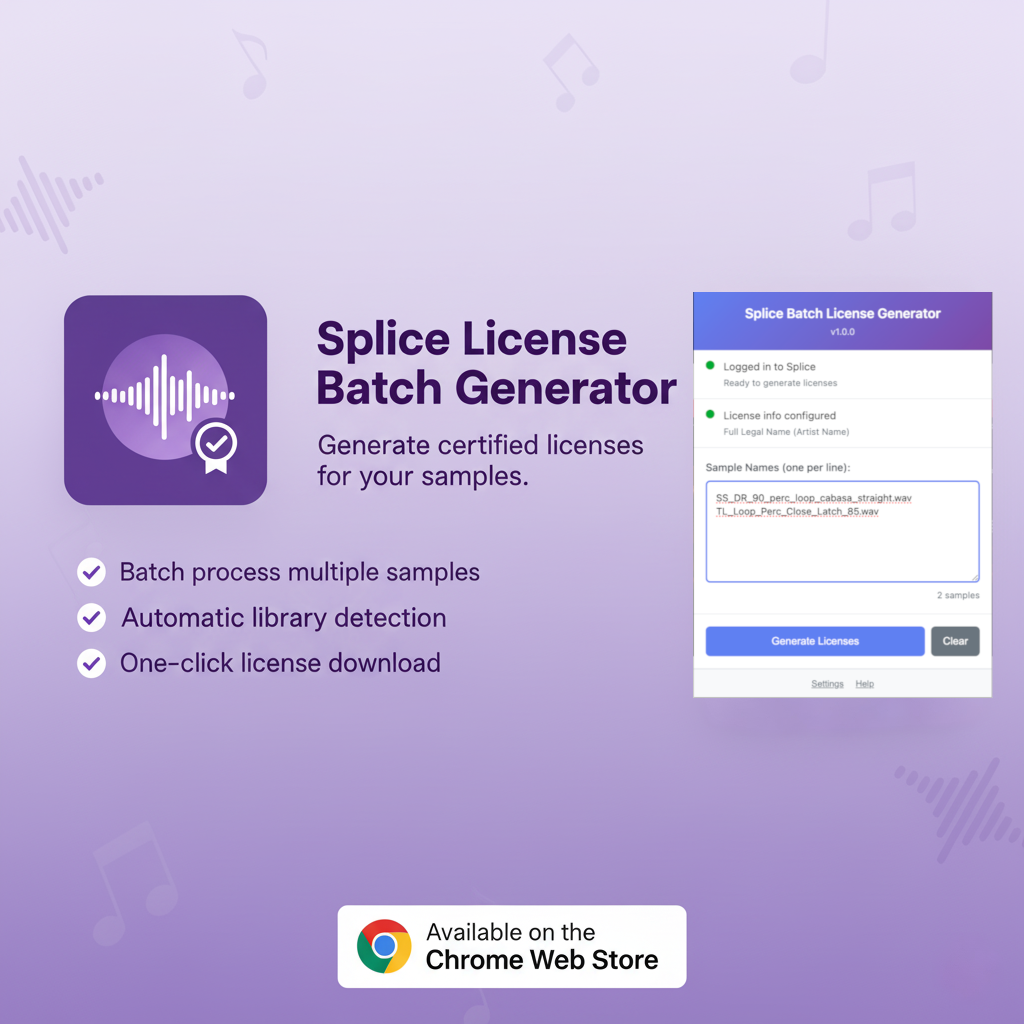 Splice License
Batch Generator
Generate certified licenses
for your samples.
Batch process multiple samples
Automatic library detection
One-click license download
Splice Batch License Generator
v1.0.0
Logged in to Splice
Ready to generate licenses
License info configured
Full Legal Name (Artist Name)
Sample Names (one per line):
SS_DR_90_perc_loop_cabasa_straight.wav
TL_Loop_Perc_Close_Latch_85.wav
2 samples
Generate Licenses
Clear
Settings
Help
Available on the
Chrome Web Store